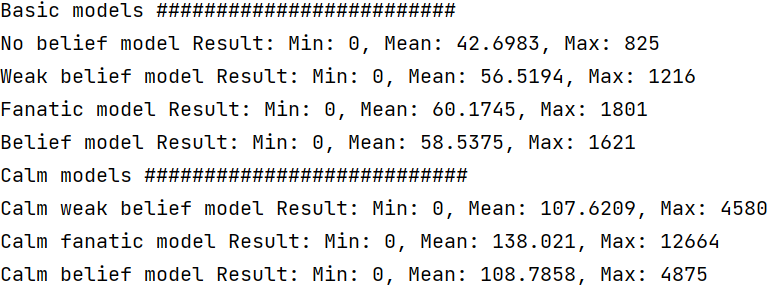 Basic models #########################
No belief model Result: Min: 0, Mean: 42.6983, Max: 825
Weak belief model Result: Min: 0, Mean: 56.5194, Max: 1216
Fanatic model Result: Min: 0, Mean: 60.1745, Max: 1801
Belief model Result: Min: 0, Mean: 58.5375, Max: 1621
Calm models ###########################
Calm weak belief model Result: Min: 0, Mean: 107.6209, Max: 4580
Calm fanatic model Result: Min: 0, Mean: 138.021, Max: 12664
Calm belief model Result: Min: 0, Mean: 108.7858, Max: 4875